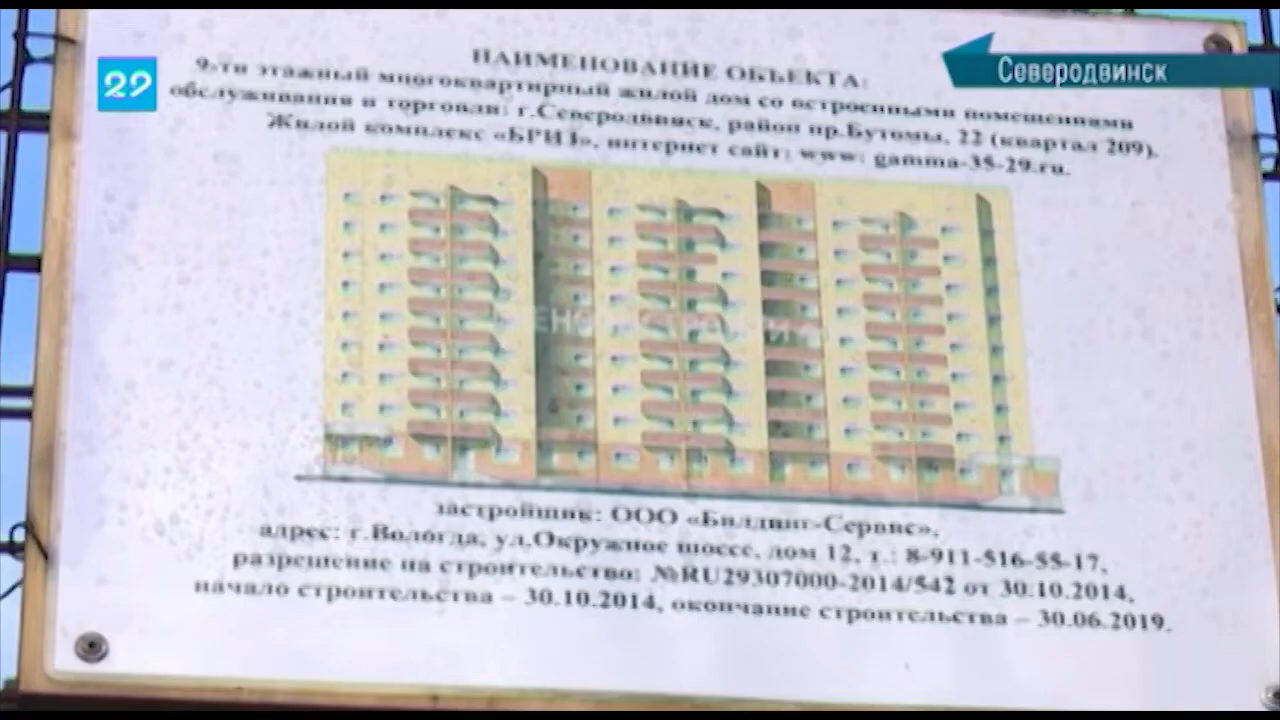 29
Северодвинск
НАИМЕНОВАНИЕ ОБЪЕКТА:
9-ти этажный многоквартирный жилой дом со встроенными помещениями
обслуживания и торговли: г.Северодвинск, район пр.Бутомы, 22 (квартал 209).
Жилой комплекс «БРИЗ», интернет сайт: www: gamma-35-29.ru.
застройщик: ООО «Билдинг-Сервис»,
адрес: г.Вологда, ул.Окружное шоссе, дом 12, т.: 8-911-516-55-17,
разрешение на строительство: №RU29307000-2014/542 от 30.10.2014,
начало строительства – 30.10.2014, окончание строительства – 30.06.2019.